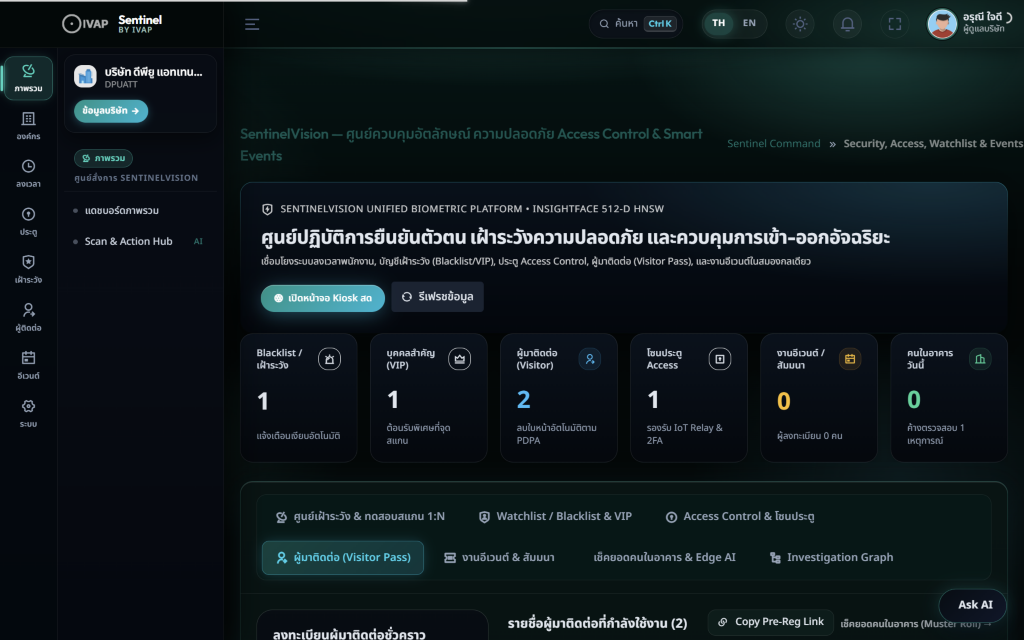 IVAP
Sentinel
BY IVAP
ค้นหา Ctrl K
TH EN
อรุณี ใจดี
ผู้ดูแลบริษัท
ภาพรวม
องค์กร
ลงเวลา
ประตู
เฝ้าระวัง
ผู้ติดต่อ
อีเวนต์
ระบบ
บริษัท ดีพียู แอทเทน...
DPUATT
ข้อมูลบริษัท →
ภาพรวม
ศูนย์สั่งการ SENTINELVISION
แดชบอร์ดภาพรวม
Scan & Action Hub AI
SentinelVision — ศูนย์ควบคุมอัตลักษณ์ ความปลอดภัย Access Control & Smart
Events
Sentinel Command » Security, Access, Watchlist & Events
SENTINELVISION UNIFIED BIOMETRIC PLATFORM • INSIGHTFACE 512-D HNSW
ศูนย์ปฏิบัติการยืนยันตัวตน เฝ้าระวังความปลอดภัย และควบคุมการเข้า-ออกอัจฉริยะ
เชื่อมโยงระบบลงเวลาพนักงาน, บัญชีเฝ้าระวัง (Blacklist/VIP), ประตู Access Control, ผู้มาติดต่อ (Visitor Pass), และงานอีเวนต์ในสมองกลเดียว
เปิดหน้าจอ Kiosk สด
รีเฟรชข้อมูล
Blacklist /
เฝ้าระวัง
1
แจ้งเตือนเงียบอัตโนมัติ
บุคคลสำคัญ
(VIP)
1
ต้อนรับพิเศษที่จุด
สแกน
ผู้มาติดต่อ
(Visitor)
2
ลบใบหน้าอัตโนมัติตาม
PDPA
โซนประตู
Access
1
รองรับ IoT Relay &
2FA
งานอีเวนต์ /
สัมมนา
0
ผู้ลงทะเบียน 0 คน
คนในอาคาร
วันนี้
0
ค้างตรวจสอบ 1
เหตุการณ์
ศูนย์เฝ้าระวัง & ทดสอบสแกน 1:N
Watchlist / Blacklist & VIP
Access Control & โซนประตู
ผู้มาติดต่อ (Visitor Pass)
งานอีเวนต์ & สัมมนา
เช็คยอดคนในอาคาร & Edge AI
Investigation Graph
ลงทะเบียนผู้มาติดต่อชั่วคราว
รายชื่อผู้มาติดต่อที่กำลังใช้งาน (2)
Copy Pre-Reg Link
เช็คยอดคนในอาคาร (Muster Roll) →
Ask AI